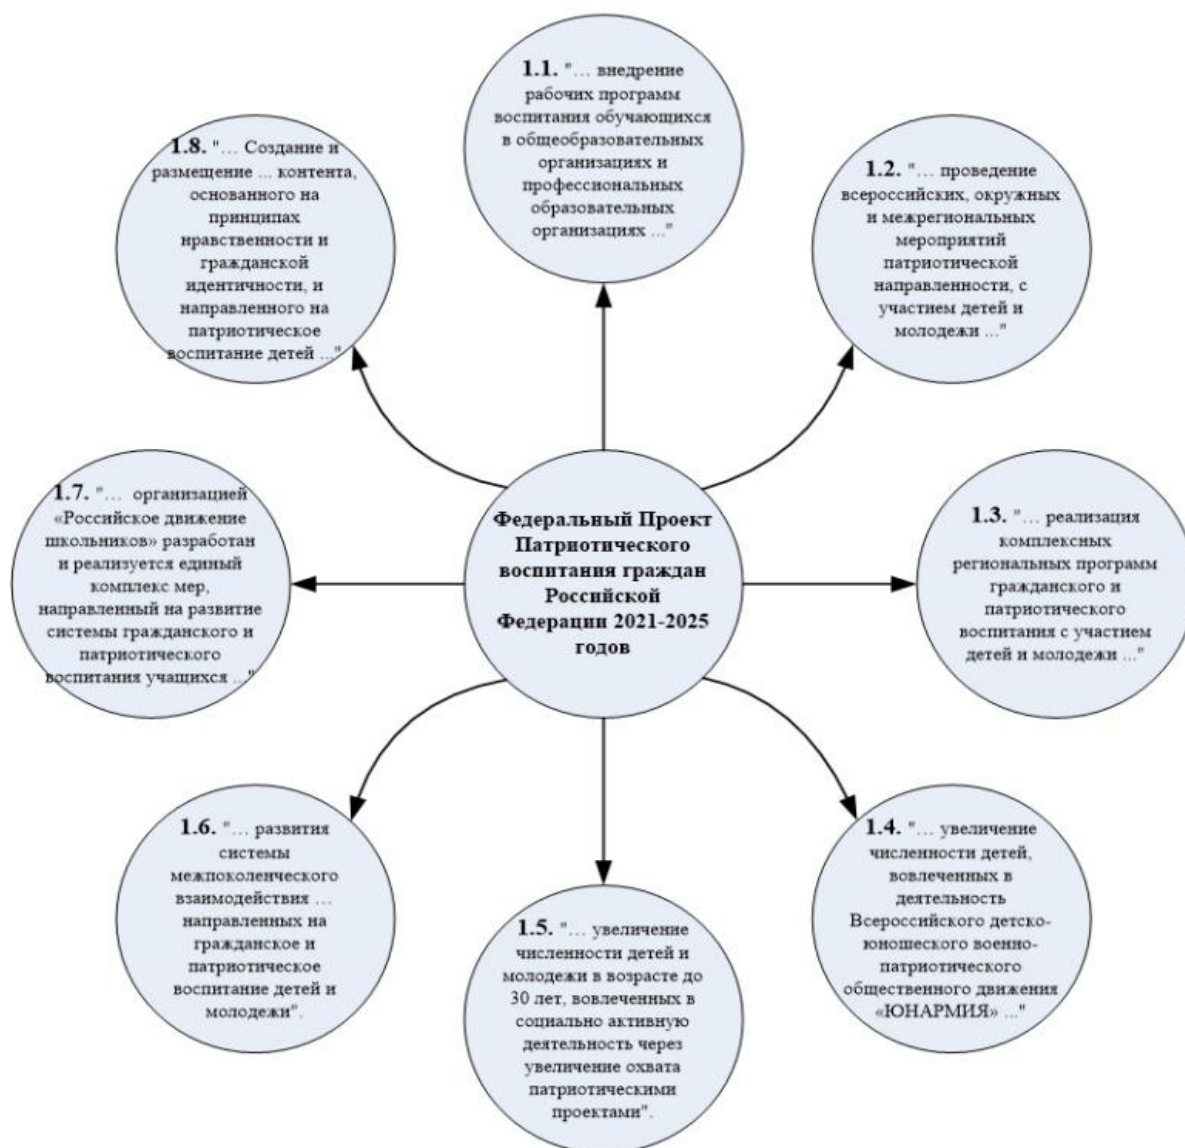 Федеральный Проект
Патриотического
воспитания граждан
Российской
Федерации 2021-2025
годов
1.1. "… внедрение
рабочих программ
воспитания обучающихся
в общеобразовательных
организациях и
профессиональных
образовательных
организациях ..."
1.2. "… проведение
всероссийских, окружных
и межрегиональных
мероприятий
патриотической
направленности, с
участием детей и
молодежи ..."
1.3. "… реализация
комплексных
региональных программ
гражданского и
патриотического
воспитания с участием
детей и молодежи ..."
1.4. "… увеличение
численности детей,
вовлеченных в
деятельность
Всероссийского детско-
юношеского военно-
патриотического
общественного движения
«ЮНАРМИЯ» ..."
1.5. "… увеличение
численности детей и
молодежи в возрасте до
30 лет, вовлеченных в
социально активную
деятельность через
увеличение охвата
патриотическими
проектами".
1.6. "… развития
системы
межпоколенческого
взаимодействия …
направленных на
гражданское и
патриотическое
воспитание детей и
молодежи".
1.7. "… организацией
«Российское движение
школьников» разработан
и реализуется единый
комплекс мер,
направленный на развитие
системы гражданского и
патриотического
воспитания учащихся ..."
1.8. "… Создание и
размещение ... контента,
основанного на
принципах
нравственности и
гражданской
идентичности, и
направленного на
патриотическое
воспитание детей ..."